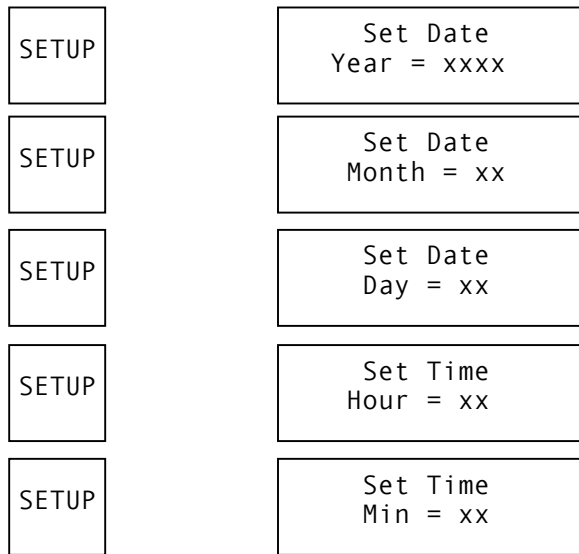 SETUP
Set Date
Year = xxxx
SETUP
Set Date
Month = xx
SETUP
Set Date
Day = xx
SETUP
Set Time
Hour = xx
SETUP
Set Time
Min = xx